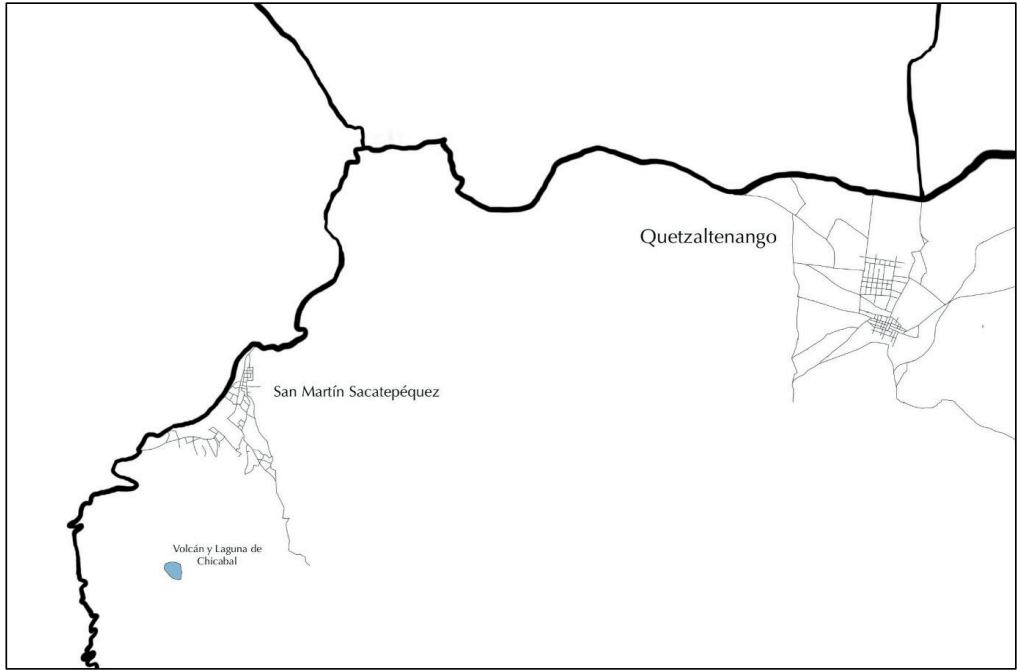 Quetzaltenango
San Martín Sacatepéquez
Volcán y Laguna de
Chicabal